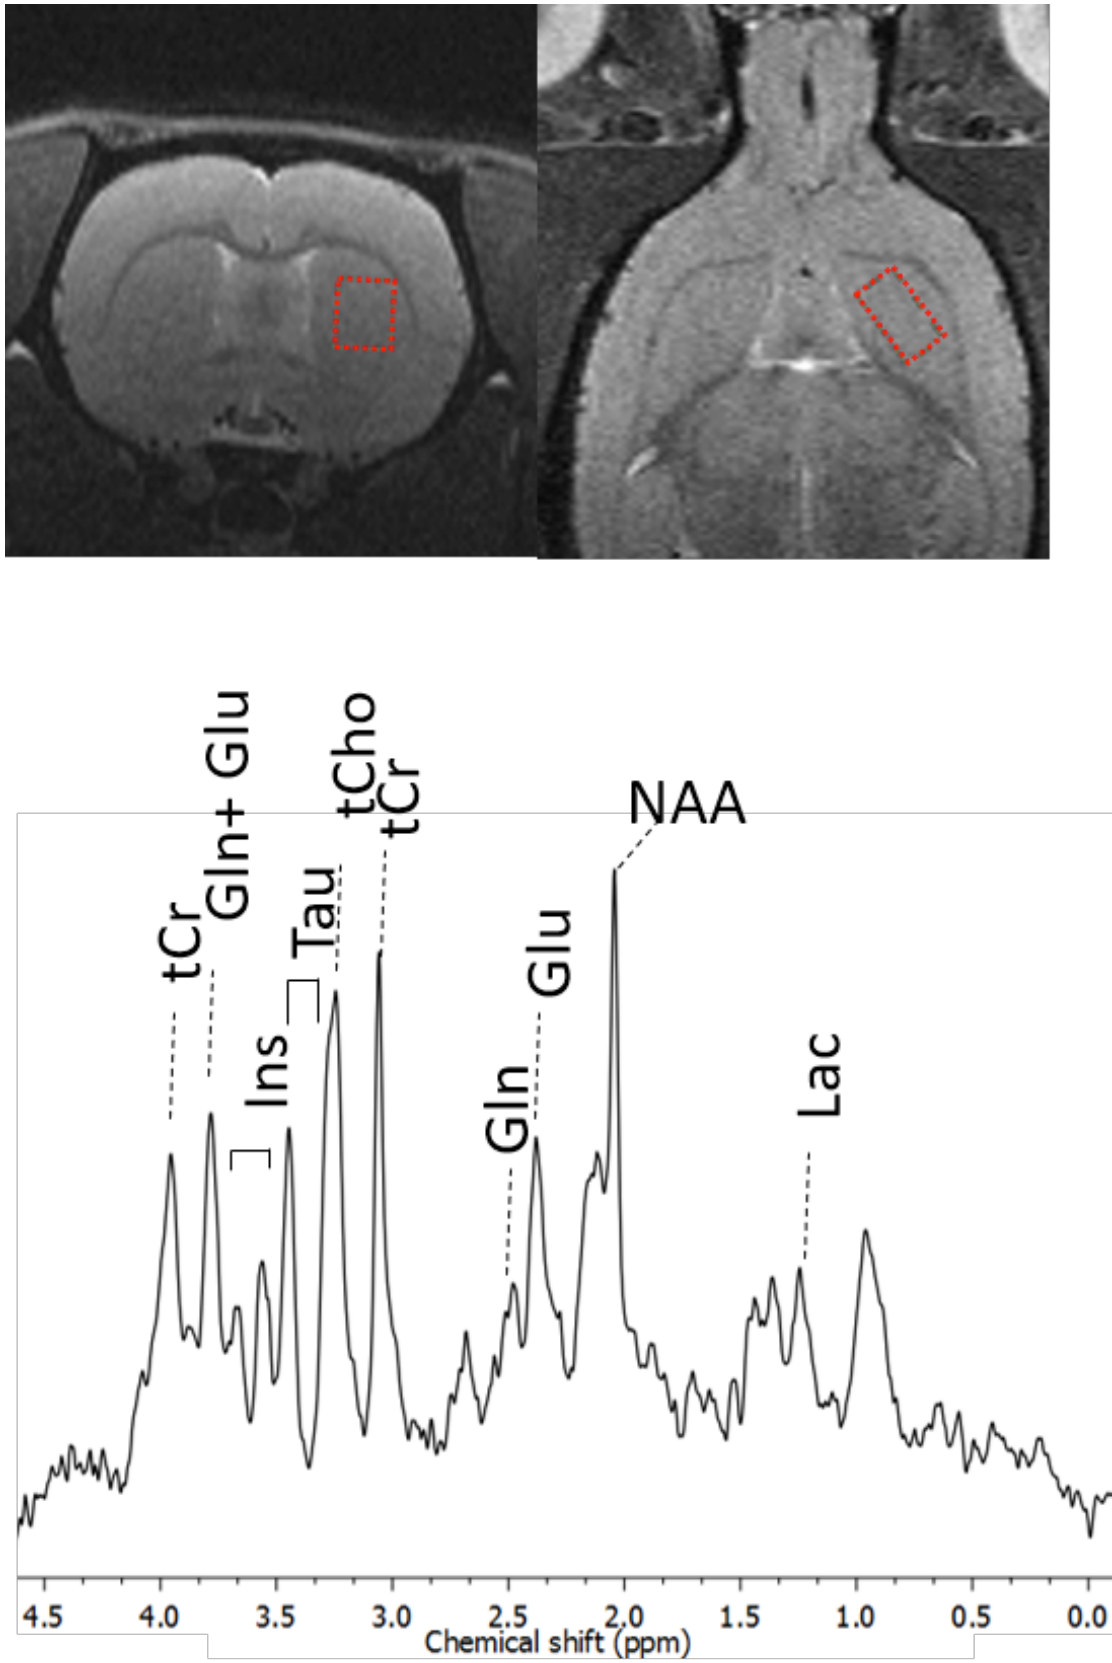 tCr
Gln+ Glu
Ins
Tau
tCho
tCr
Gln
Glu
NAA
Lac
4.5 4.0 3.5 3.0 2.5 2.0 1.5 1.0 0.5 0.0
Chemical shift (ppm)